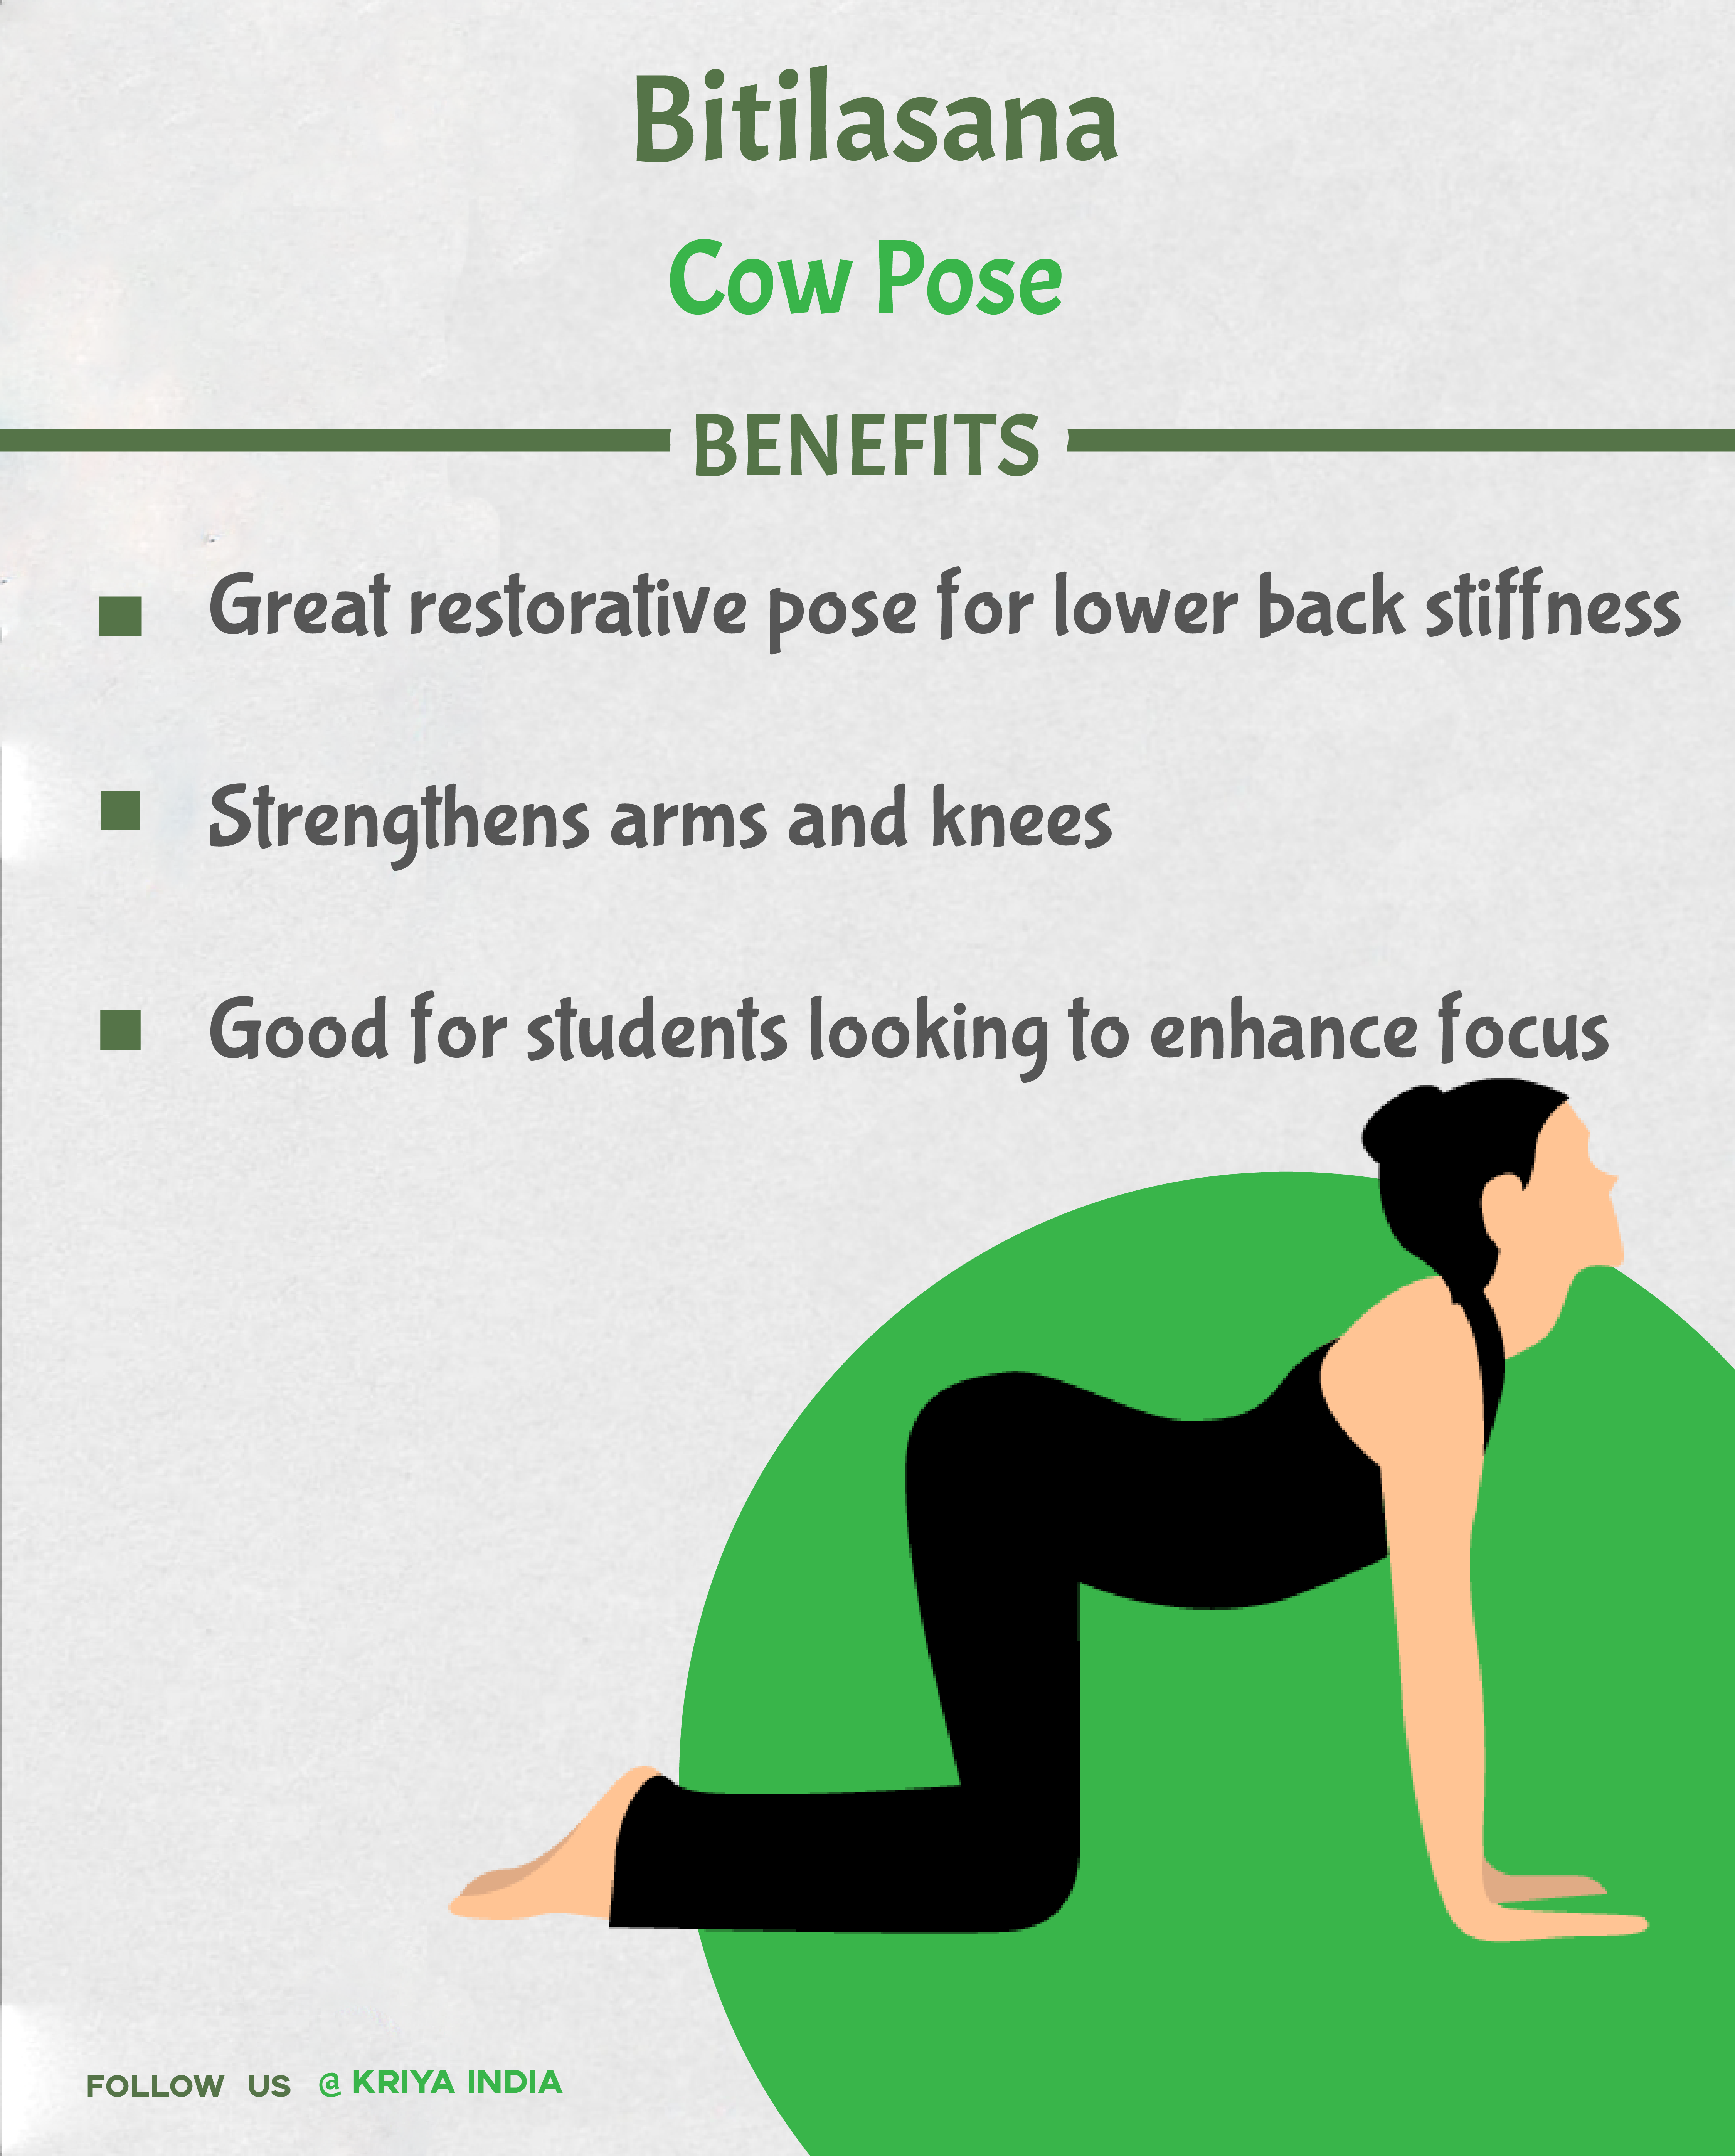 Bitilasana
Cow Pose
BENEFITS
Great restorative pose for lower back stiffness
Strengthens arms and knees
Good for students looking to enhance focus
FOLLOW US @ KRIYA INDIA